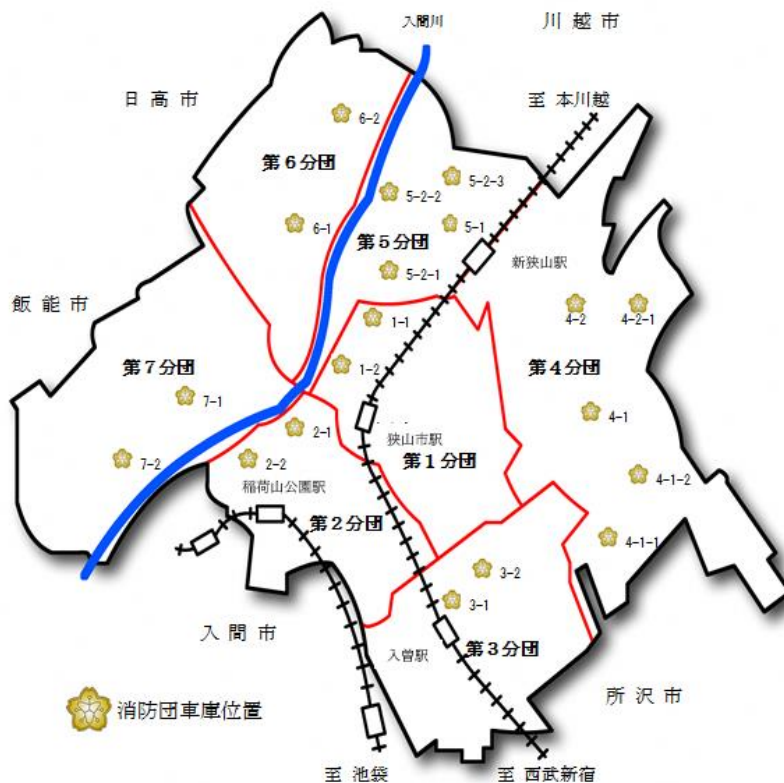 入間川
川越市
日高市
至 本川越
6-2
第６分団
5-2-3
5-2-2
6-1
5-1
第５分団
新狭山駅
5-2-1
飯能市
4-2
4-2-1
1-1
第７分団
1-2
第４分団
7-1
4-1
2-1
狭山市駅
第１分団
7-2
2-2
4-1-2
稲荷山公園駅
第２分団
4-1-1
3-2
3-1
入間市
入曽駅
第３分団
所沢市
消防団車庫位置
至 池袋
至 西武新宿